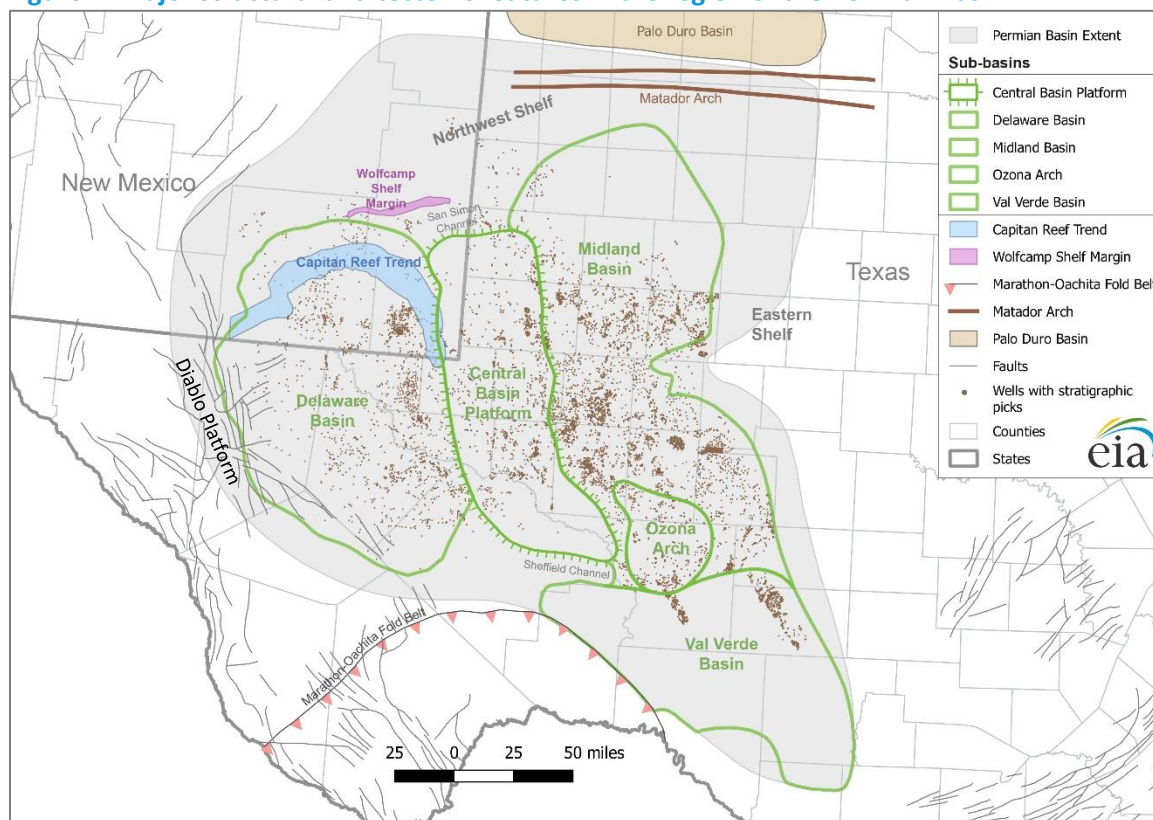 Palo Duro Basin
Matador Arch
Northwest Shelf
New Mexico
Wolfcamp
Shelf
Margin
San Simon
Channel
Capitan Reef Trend
Midland
Basin
Texas
Eastern
Shelf
Diablo Platform
Delaware
Basin
Central
Basin
Platform
Ozona
Arch
Sheffield Channel
Val Verde
Basin
Marathon-Oachita Fold Belt
25 0 25 50 miles
Permian Basin Extent
Sub-basins
Central Basin Platform
Delaware Basin
Midland Basin
Ozona Arch
Val Verde Basin
Capitan Reef Trend
Wolfcamp Shelf Margin
Marathon-Oachita Fold Belt
Matador Arch
Palo Duro Basin
Faults
Wells with stratigraphic
picks
Counties
States
eia